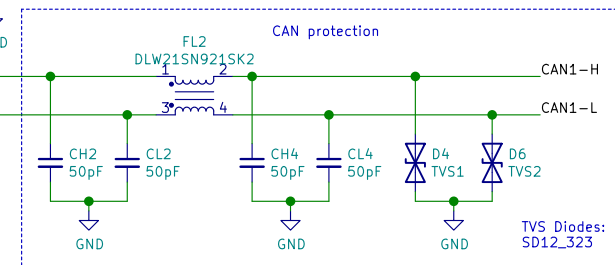 CAN protection
D
FL2
DLW21SN921SK2
1 2
CAN1-H
3 4
CAN1-L
CH2
50pF
CL2
50pF
CH4
50pF
CL4
50pF
D4
TVS1
D6
TVS2
GND
GND
GND
TVS Diodes:
SD12_323